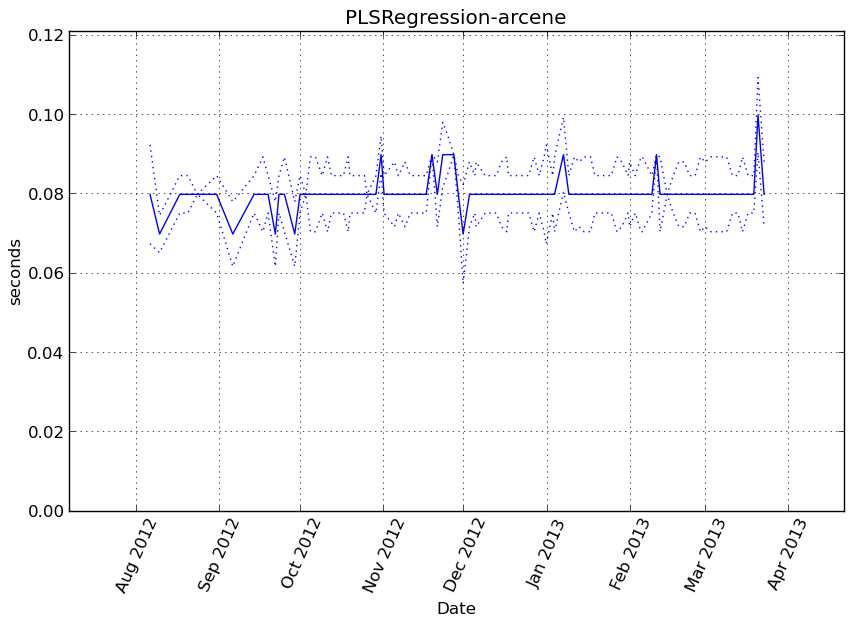 PLSRegression-arcene
0.12
0.10
0.08
0.06
0.04
0.02
0.00
seconds
Aug 2012
Sep 2012
Oct 2012
Nov 2012
Dec 2012
Jan 2013
Feb 2013
Mar 2013
Apr 2013
Date